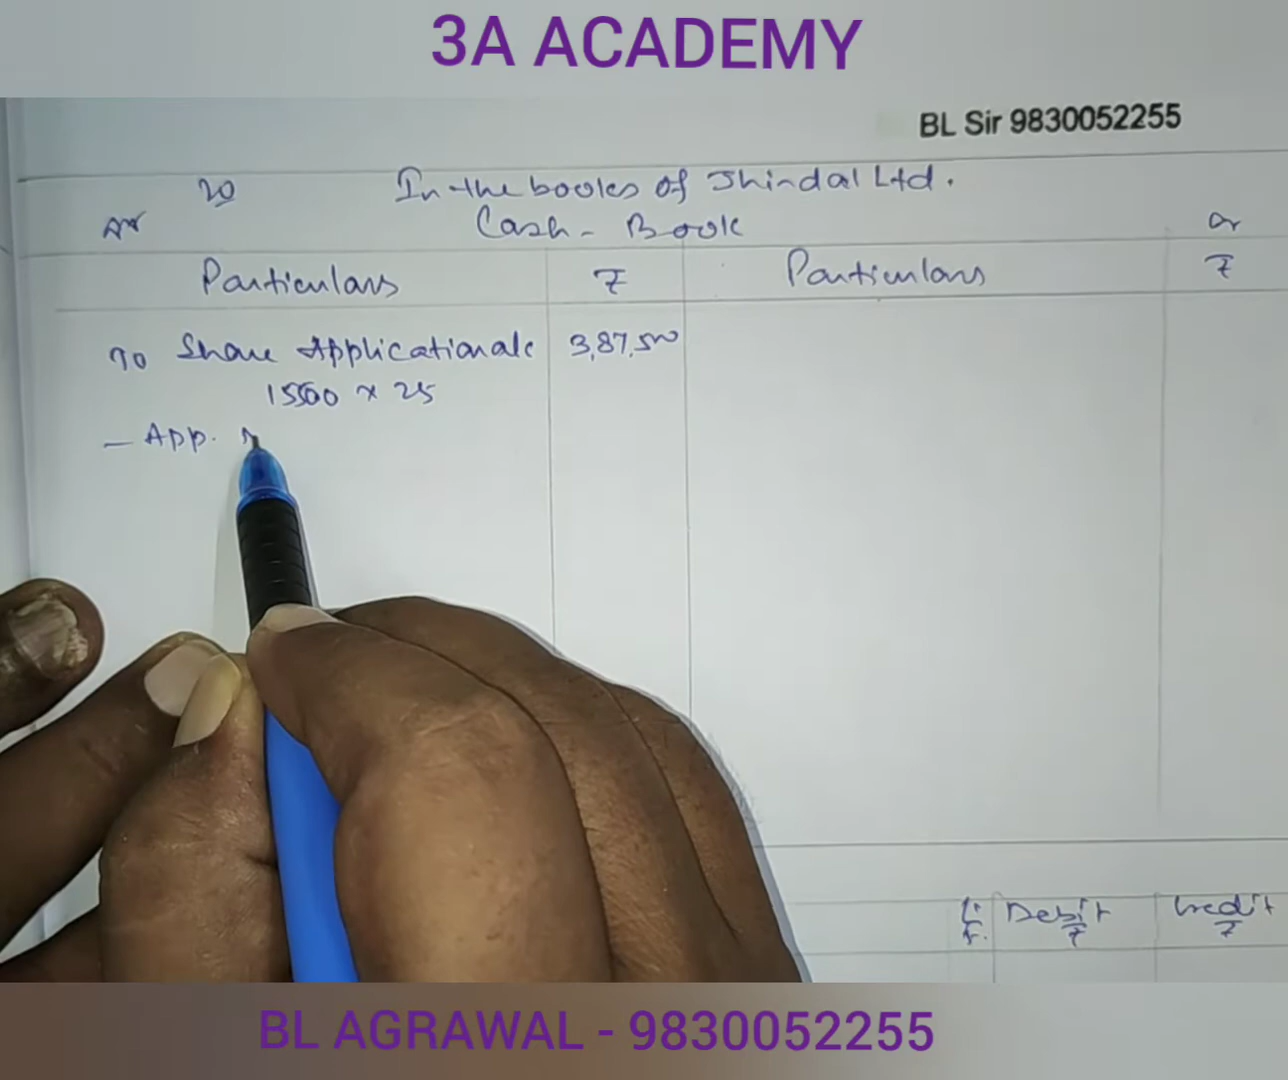 3A ACADEMY
BL Sir 9830052255
20 In the books of Jhindal Ltd.
Dr Cash - Book Cr
Particulars ₹ Particulars ₹
To Share Application a/c 3,87,500
15500 x 25
— App.
L.F. Debit ₹ Credit ₹
BL AGRAWAL - 9830052255